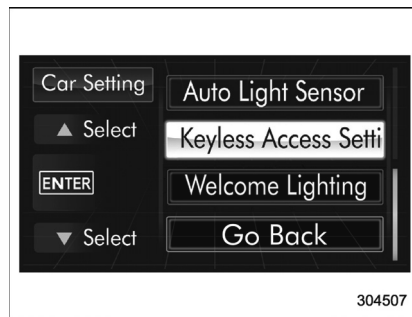 Car Setting
▲ Select
ENTER
▼ Select
Auto Light Sensor
Keyless Access Setti
Welcome Lighting
Go Back
304507